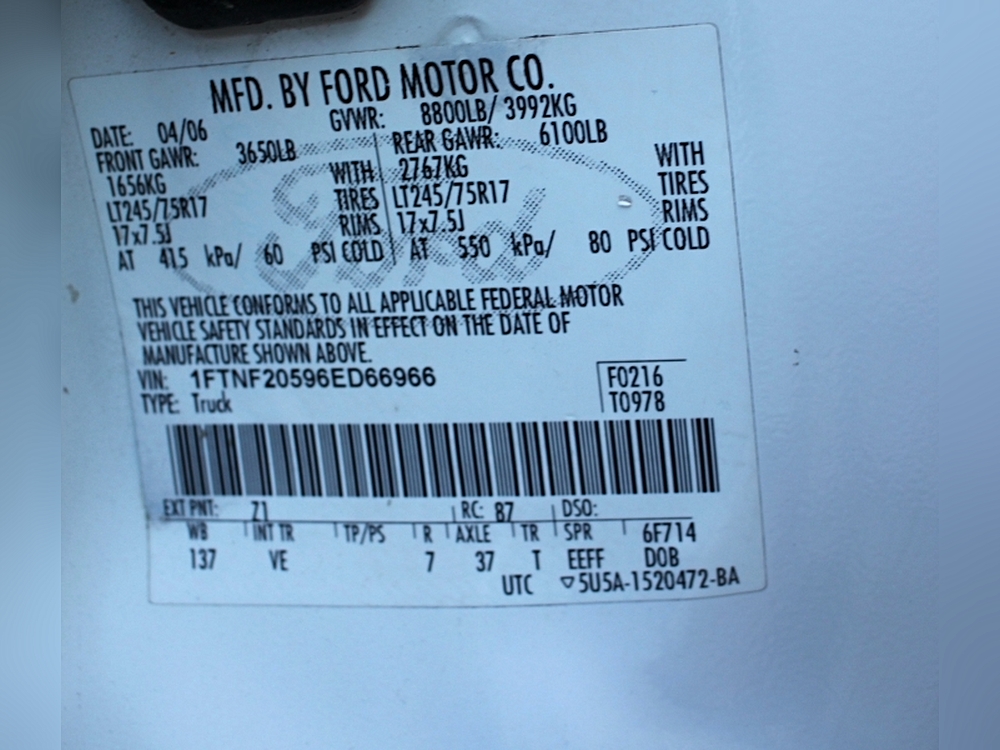 MFD. BY FORD MOTOR CO.
DATE: 04/06 GVWR: 8800LB/ 3992KG
FRONT GAWR: 3650LB REAR GAWR: 6100LB
1656KG WITH 2767KG WITH
LT245/75R17 TIRES LT245/75R17 TIRES
17x7.5J RIMS 17x7.5J RIMS
AT 415 kPa/ 60 PSI COLD AT 550 kPa/ 80 PSI COLD
Ford
THIS VEHICLE CONFORMS TO ALL APPLICABLE FEDERAL MOTOR
VEHICLE SAFETY STANDARDS IN EFFECT ON THE DATE OF
MANUFACTURE SHOWN ABOVE.
VIN: 1FTNF20596ED66966 F0216
TYPE: Truck T0978
EXT PNT: Z1 RC: 87 DSO:
WB INT TR TP/PS R AXLE TR SPR 6F714
137 VE 7 37 T EEFF DOB
UTC ▽5U5A-1520472-BA